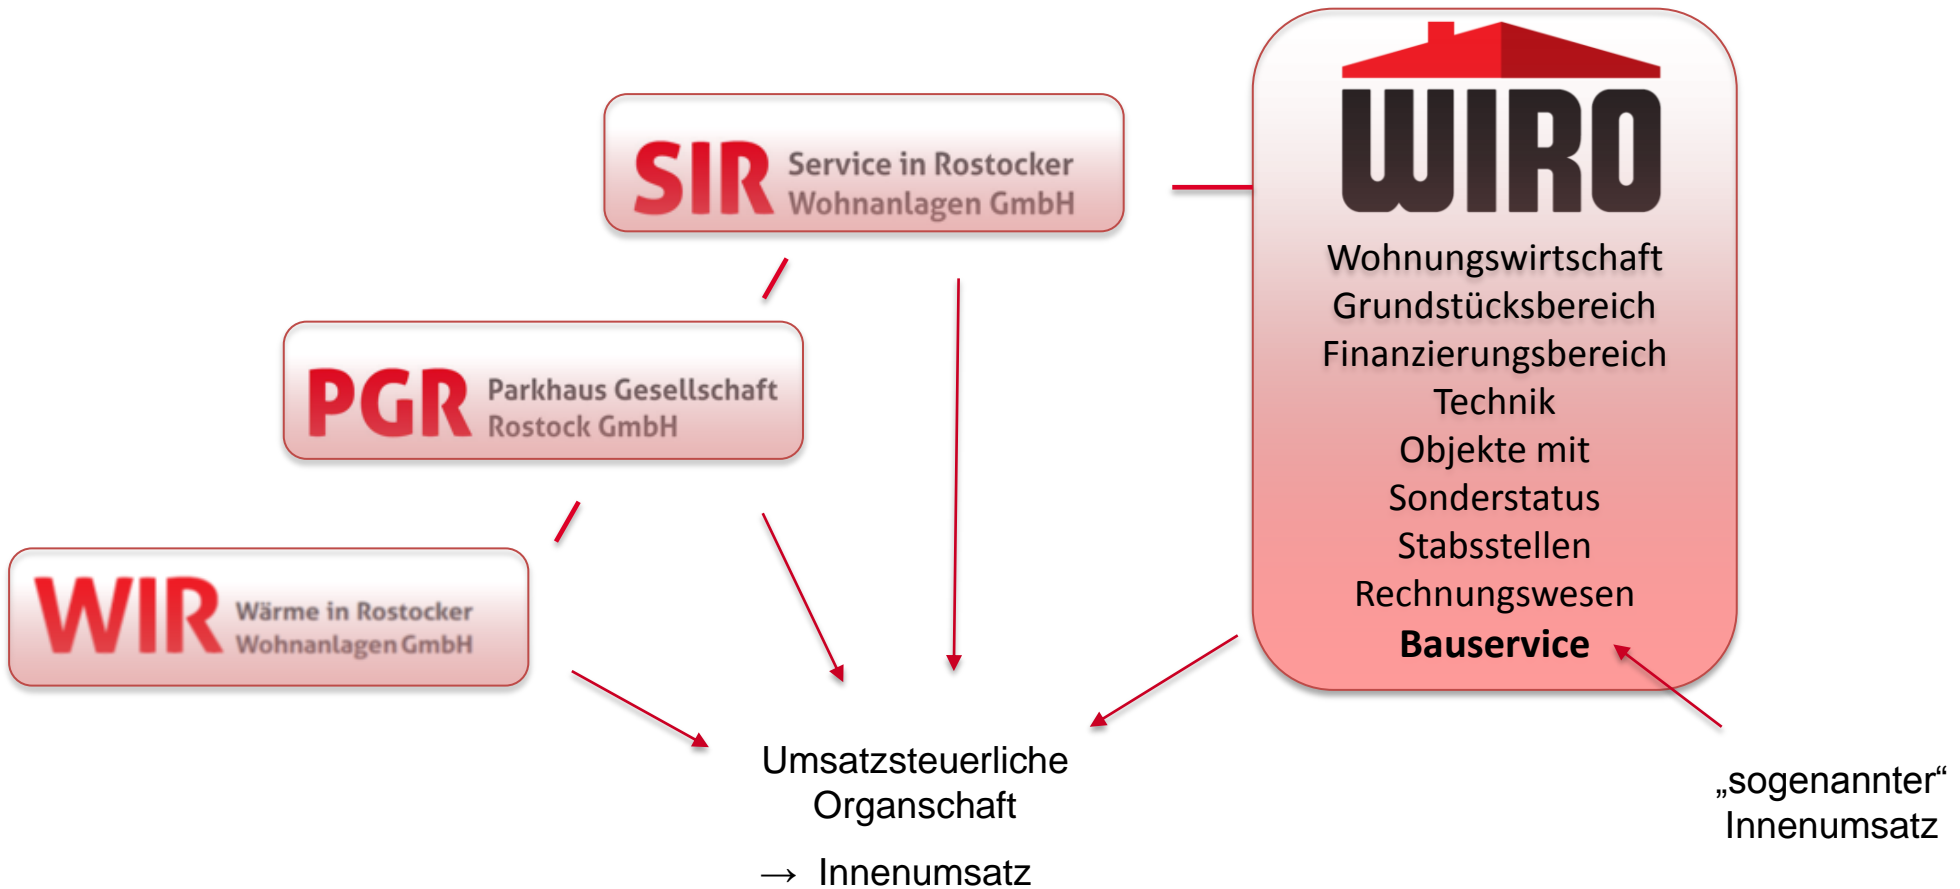 SIR
Service in Rostocker
Wohnanlagen GmbH
PGR
Parkhaus Gesellschaft
Rostock GmbH
WIR
Wärme in Rostocker
Wohnanlagen GmbH
WIRO
Wohnungswirtschaft
Grundstücksbereich
Finanzierungsbereich
Technik
Objekte mit
Sonderstatus
Stabsstellen
Rechnungswesen
Bauservice
Umsatzsteuerliche
Organschaft
→ Innenumsatz
„sogenannter“
Innenumsatz